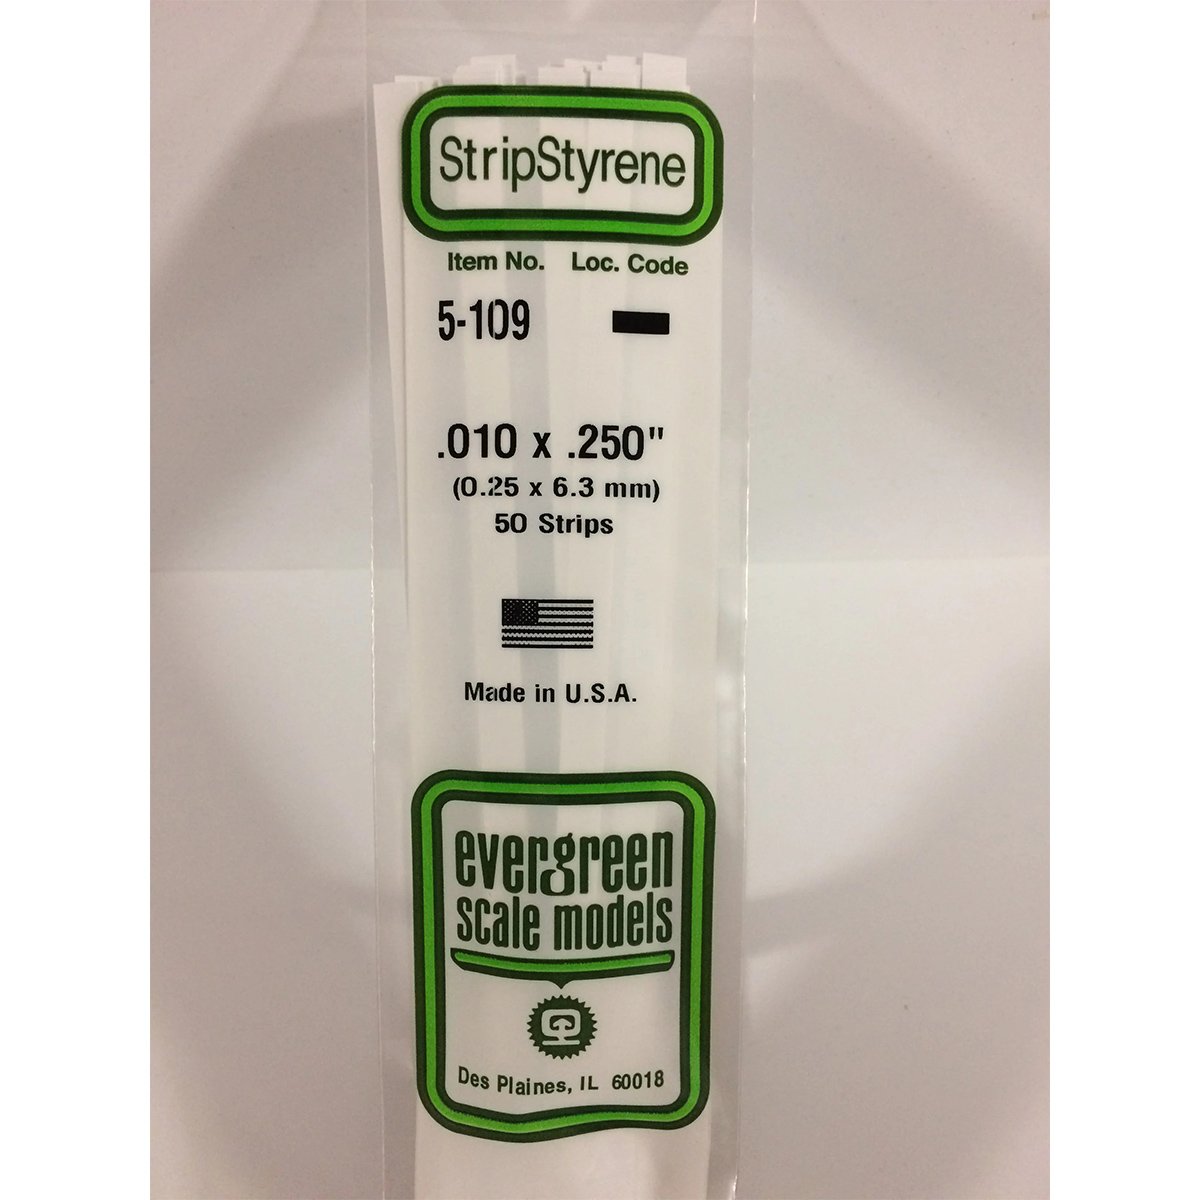 StripStyrene
Item No. Loc. Code
5-109
.010 x .250"
(0.25 x 6.3 mm)
50 Strips
Made in U.S.A.
evergreen
scale models
Des Plaines, IL 60018